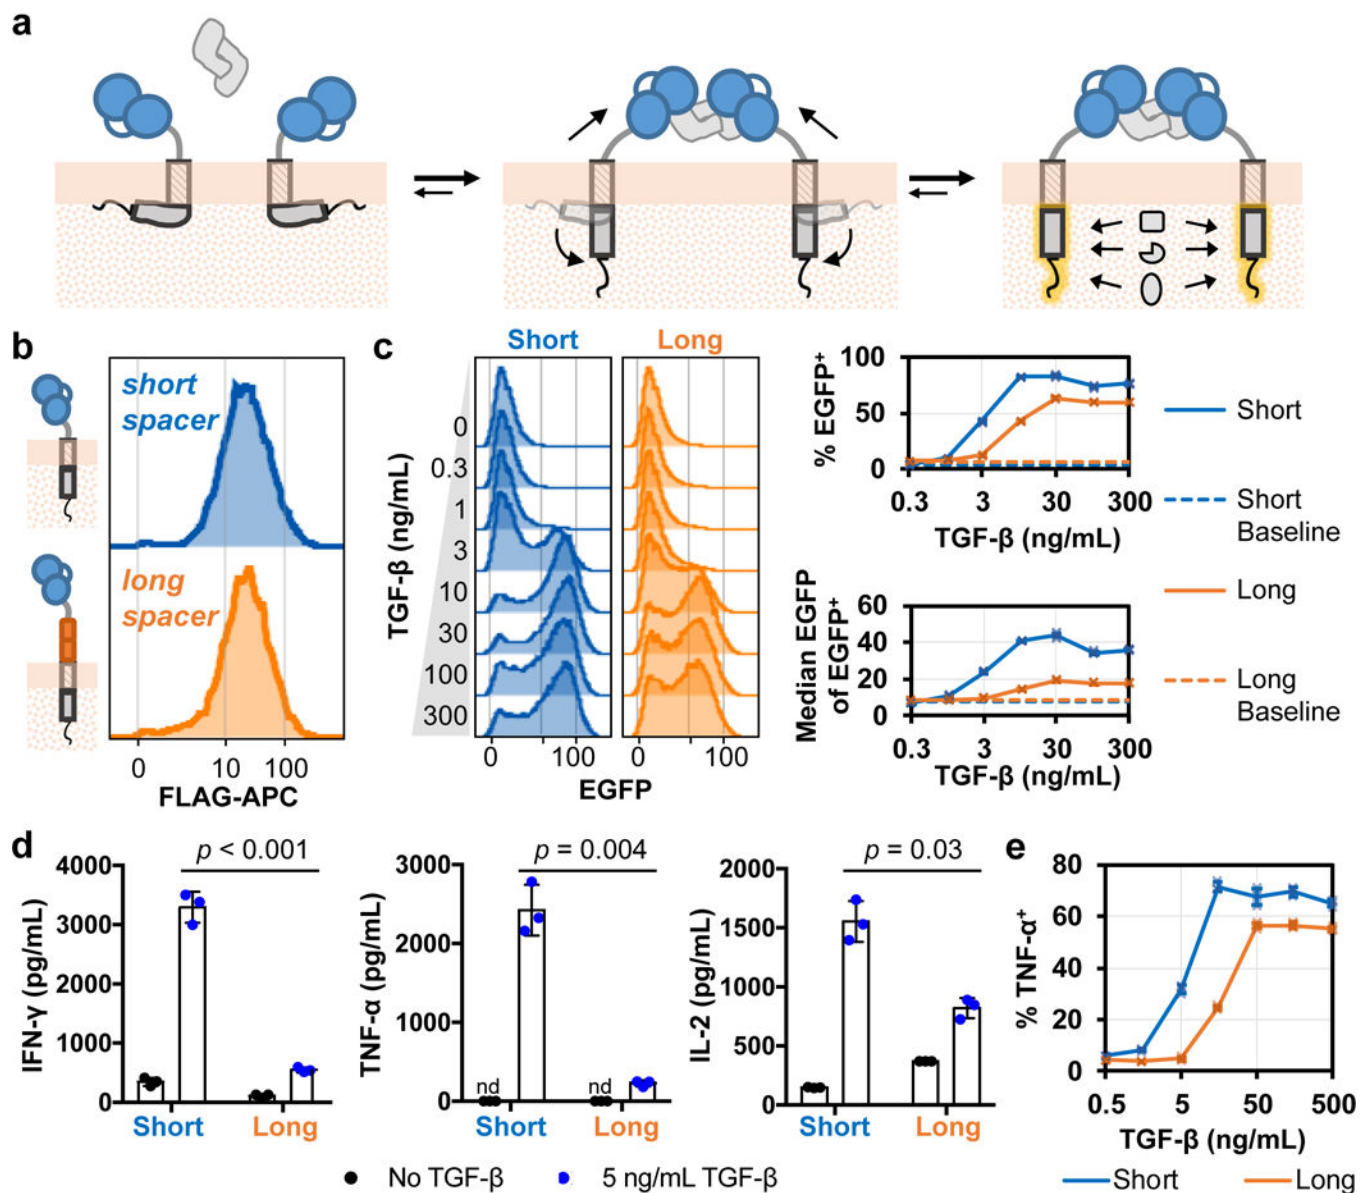 a
b
short
spacer
long
spacer
0
10
100
FLAG-APC
c
Short
Long
TGF-β (ng/mL)
0
0.3
1
3
10
30
100
300
0
100
0
100
EGFP
% EGFP⁺
100
50
0
0.3
3
30
300
TGF-β (ng/mL)
Median EGFP
of EGFP⁺
60
40
20
0
0.3
3
30
300
TGF-β (ng/mL)
Short
Short
Baseline
Long
Long
Baseline
d
p < 0.001
IFN-γ (pg/mL)
4000
3000
2000
1000
0
Short
Long
p = 0.004
TNF-α (pg/mL)
3000
2000
1000
0
nd
nd
Short
Long
p = 0.03
IL-2 (pg/mL)
2000
1500
1000
500
0
Short
Long
No TGF-β
5 ng/mL TGF-β
e
% TNF-α⁺
80
60
40
20
0
0.5
5
50
500
TGF-β (ng/mL)
Short
Long